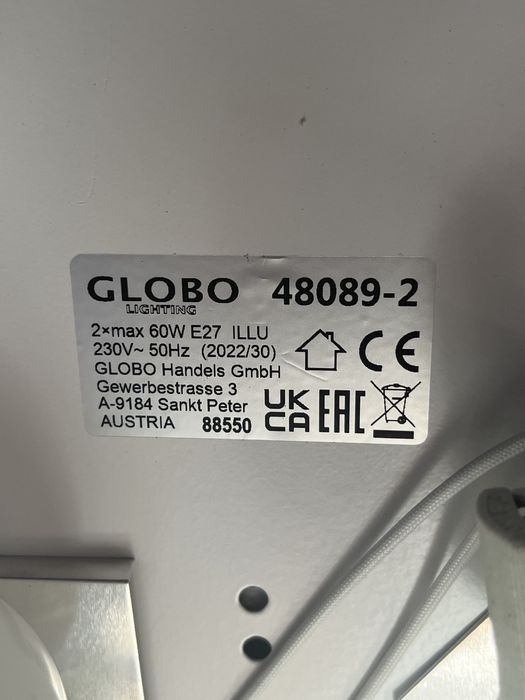 GLOBO 48089-2
LIGHTING
2×max 60W E27 ILLU
230V~ 50Hz (2022/30)
GLOBO Handels GmbH
Gewerbestrasse 3
A-9184 Sankt Peter
AUSTRIA 88550
CE
UK
CA
EAC